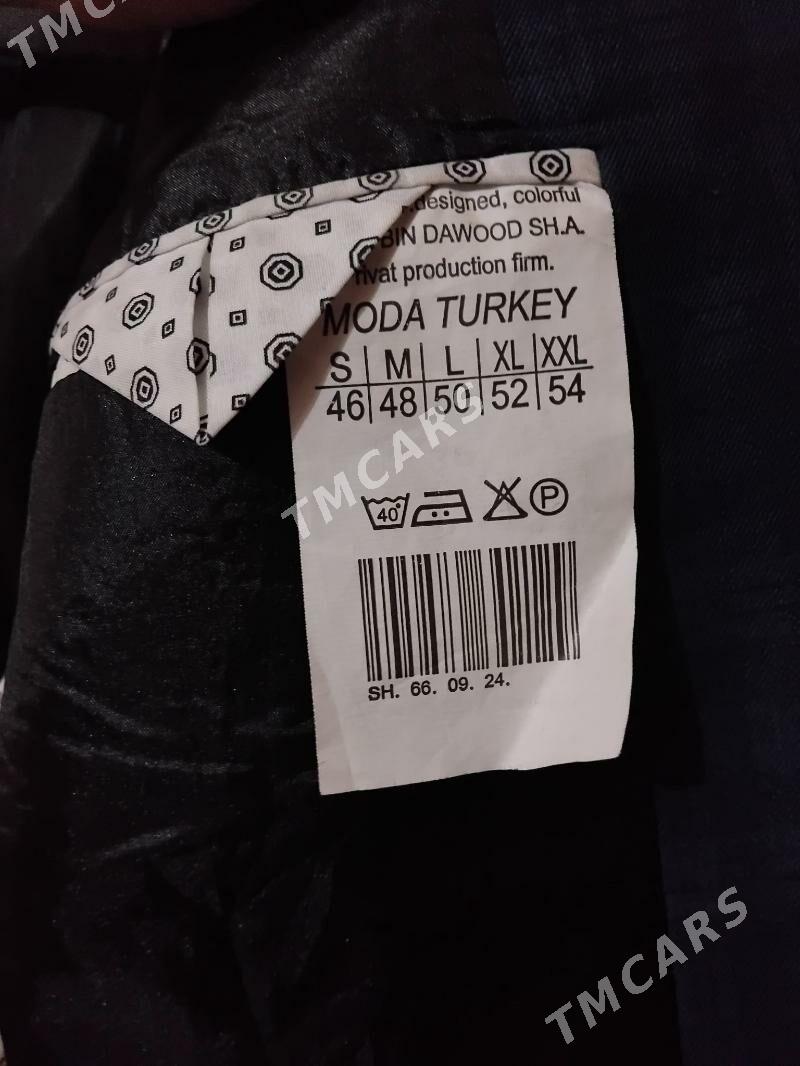 TMCARS
designed, colorful
BIN DAWOOD SH.A.
production firm.
MODA TURKEY
S M L XL XXL
46 48 50 52 54
TMCARS
40° P
SH. 66. 09. 24.
TMCARS